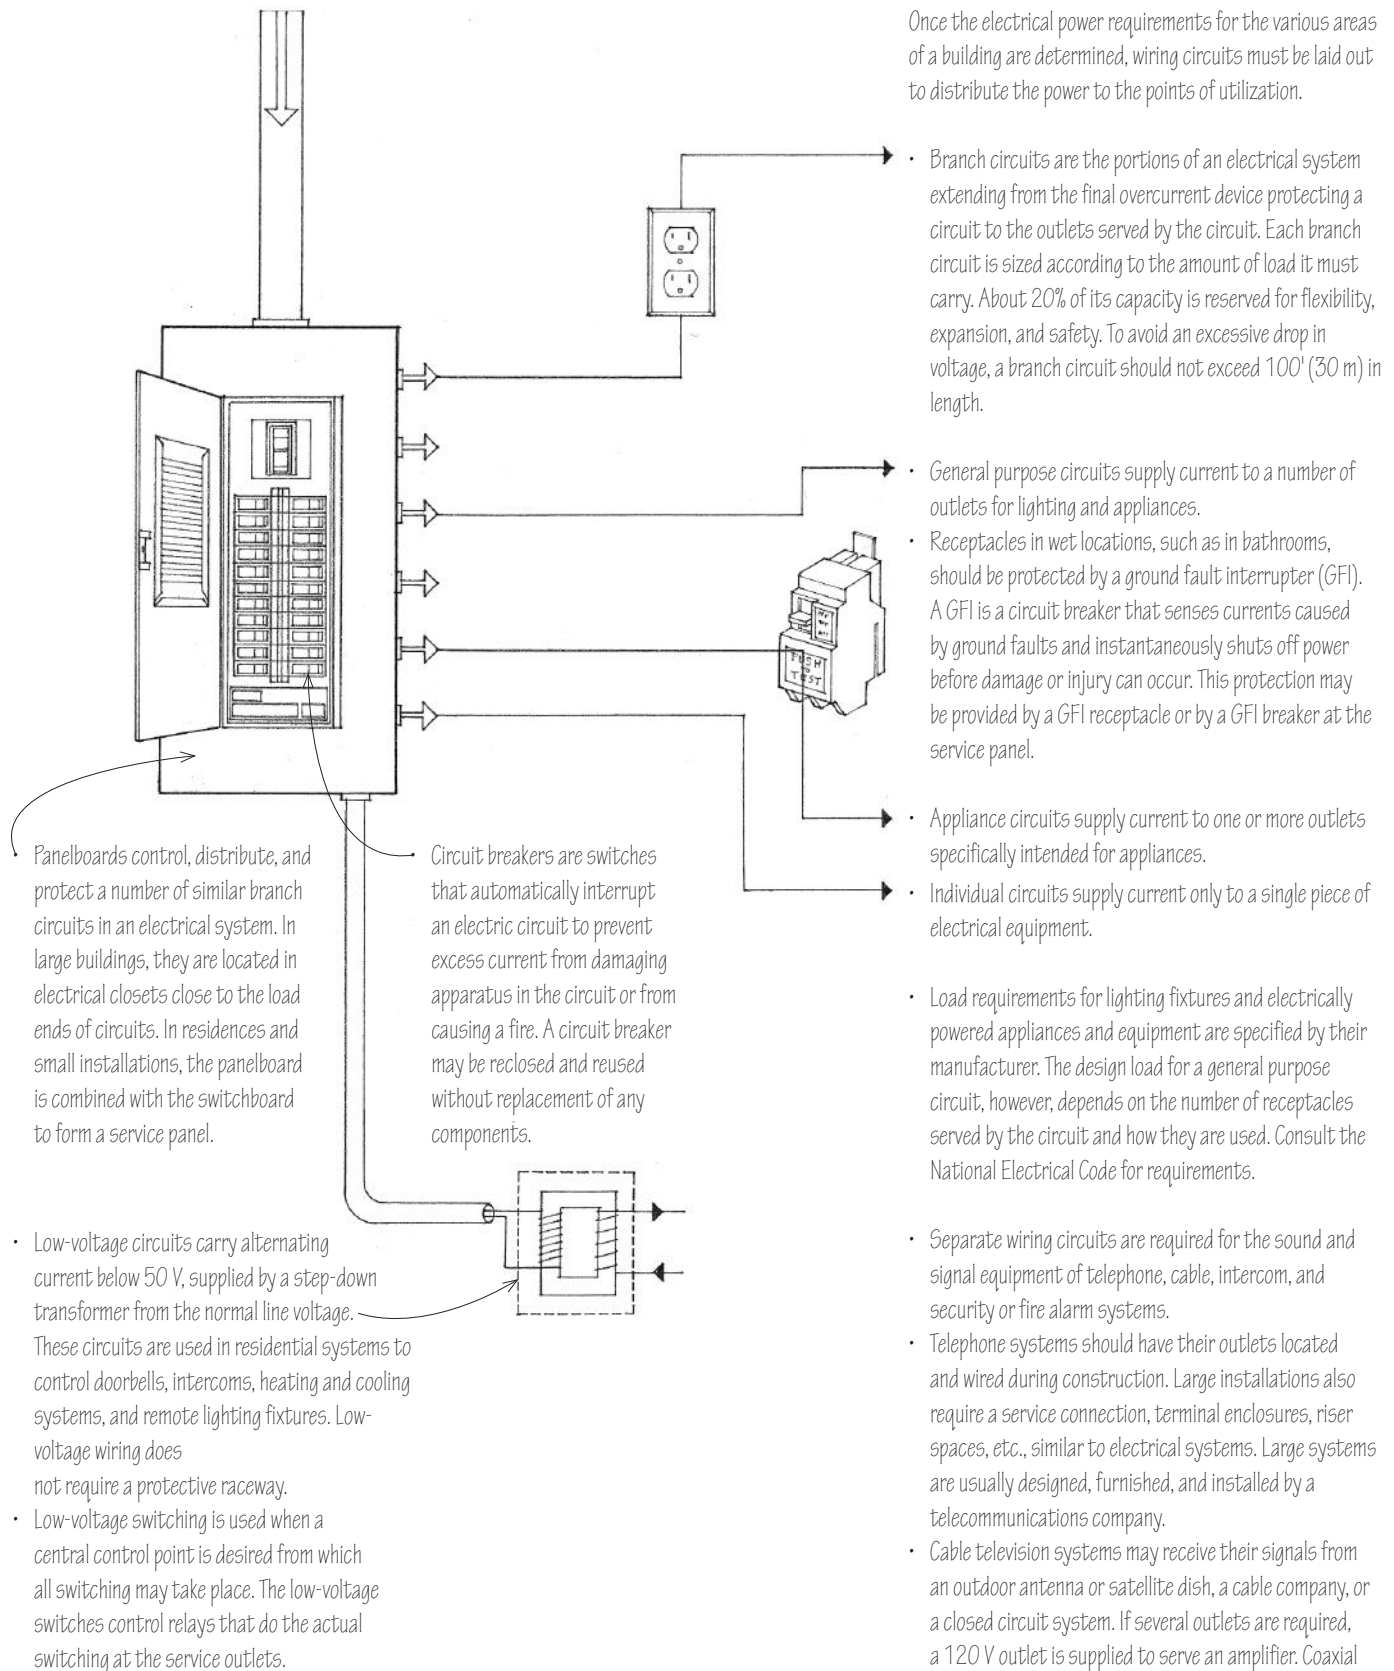 Once the electrical power requirements for the various areas
of a building are determined, wiring circuits must be laid out
to distribute the power to the points of utilization.
• Branch circuits are the portions of an electrical system
extending from the final overcurrent device protecting a
circuit to the outlets served by the circuit. Each branch
circuit is sized according to the amount of load it must
carry. About 20% of its capacity is reserved for flexibility,
expansion, and safety. To avoid an excessive drop in
voltage, a branch circuit should not exceed 100' (30 m) in
length.
• General purpose circuits supply current to a number of
outlets for lighting and appliances.
• Receptacles in wet locations, such as in bathrooms,
should be protected by a ground fault interrupter (GFI).
A GFI is a circuit breaker that senses currents caused
by ground faults and instantaneously shuts off power
before damage or injury can occur. This protection may
be provided by a GFI receptacle or by a GFI breaker at the
service panel.
PUSH
TO
TEST
• Appliance circuits supply current to one or more outlets
specifically intended for appliances.
• Individual circuits supply current only to a single piece of
electrical equipment.
• Panelboards control, distribute, and
protect a number of similar branch
circuits in an electrical system. In
large buildings, they are located in
electrical closets close to the load
ends of circuits. In residences and
small installations, the panelboard
is combined with the switchboard
to form a service panel.
• Circuit breakers are switches
that automatically interrupt
an electric circuit to prevent
excess current from damaging
apparatus in the circuit or from
causing a fire. A circuit breaker
may be reclosed and reused
without replacement of any
components.
• Load requirements for lighting fixtures and electrically
powered appliances and equipment are specified by their
manufacturer. The design load for a general purpose
circuit, however, depends on the number of receptacles
served by the circuit and how they are used. Consult the
National Electrical Code for requirements.
• Low-voltage circuits carry alternating
current below 50 V, supplied by a step-down
transformer from the normal line voltage.
These circuits are used in residential systems to
control doorbells, intercoms, heating and cooling
systems, and remote lighting fixtures. Low-
voltage wiring does
not require a protective raceway.
• Low-voltage switching is used when a
central control point is desired from which
all switching may take place. The low-voltage
switches control relays that do the actual
switching at the service outlets.
• Separate wiring circuits are required for the sound and
signal equipment of telephone, cable, intercom, and
security or fire alarm systems.
• Telephone systems should have their outlets located
and wired during construction. Large installations also
require a service connection, terminal enclosures, riser
spaces, etc., similar to electrical systems. Large systems
are usually designed, furnished, and installed by a
telecommunications company.
• Cable television systems may receive their signals from
an outdoor antenna or satellite dish, a cable company, or
a closed circuit system. If several outlets are required,
a 120 V outlet is supplied to serve an amplifier. Coaxial